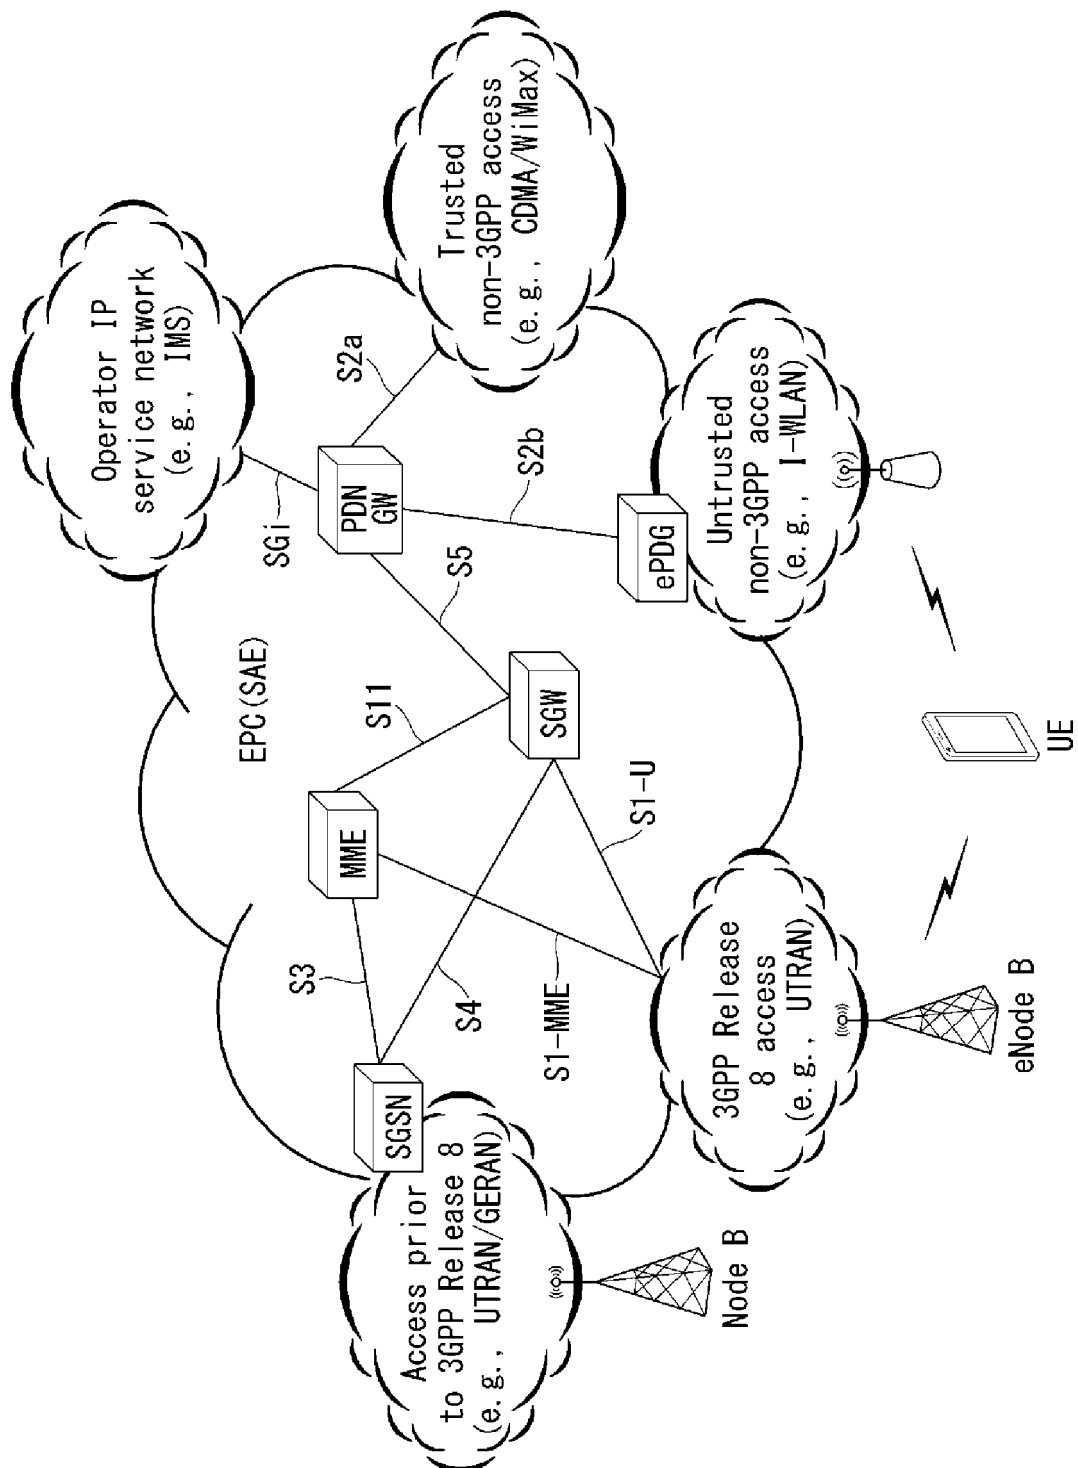 Operator IP
service network
(e.g., IMS)
EPC(SAE)
SGi
S2a
Trusted
non-3GPP access
(e.g., CDMA/WiMax)
PDN
GW
MME
S11
S5
S3
SGSN
S4
SGW
S2b
Access prior
to 3GPP Release 8
(e.g., UTRAN/GERAN)
S1-MME
S1-U
ePDG
3GPP Release
8 access
(e.g., UTRAN)
Untrusted
non-3GPP access
(e.g., I-WLAN)
Node B
eNode B
UE